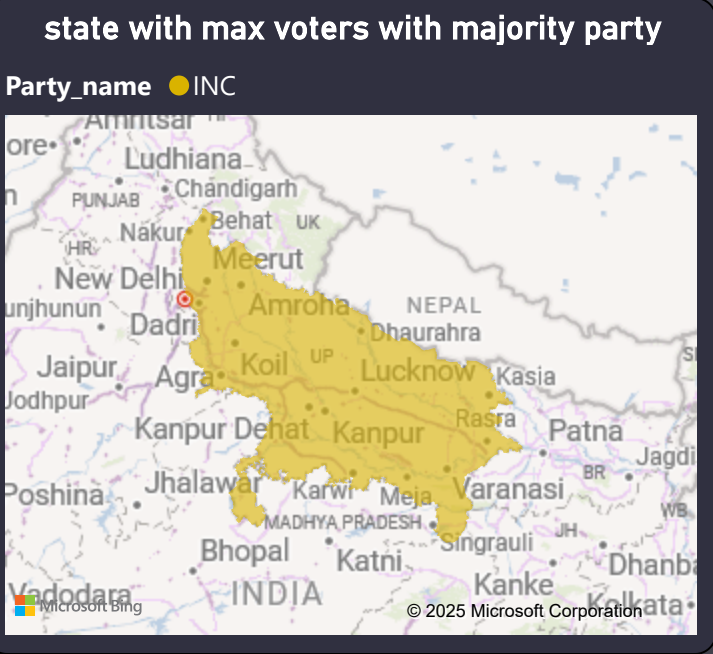 state with max voters with majority party
Party_name INC
Amritsar
ore
Ludhiana
Chandigarh
PUNJAB
Behat UK
Nakur
HR
Meerut
New Delhi
unjhunun
Amroha NEPAL
Dadri
Dhaurahra
Jaipur
Koil UP
Lucknow
Kasia
Agra
Jodhpur
Rasra
Kanpur Dehat
Kanpur
Patna
Jagdi
BR
Poshina
Jhalawar
Karwi
Meja
Varanasi
WB
MADHYA PRADESH
JH
Singrauli
Bhopal
Katni
Dhanba
Kanke
INDIA
Vadodara
Kolkata
Microsoft Bing
© 2025 Microsoft Corporation